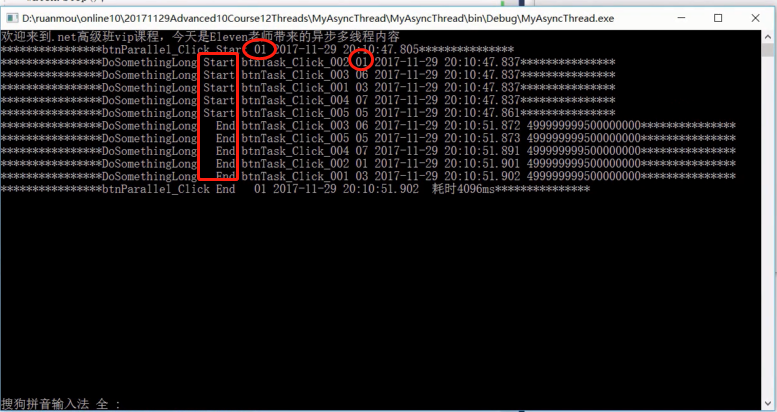 D:\ruanmou\online10\20171129Advanced10Course12Threads\MyAsyncThread\MyAsyncThread\bin\Debug\MyAsyncThread.exe
欢迎来到.net高级班vip课程，今天是Eleven老师带来的异步多线程内容
****************btnParallel_Click Start 01 2017-11-29 20:10:47.805***************
****************DoSomethingLong Start btnTask_Click_002 01 2017-11-29 20:10:47.837***************
****************DoSomethingLong Start btnTask_Click_003 06 2017-11-29 20:10:47.837***************
****************DoSomethingLong Start btnTask_Click_001 03 2017-11-29 20:10:47.837***************
****************DoSomethingLong Start btnTask_Click_004 07 2017-11-29 20:10:47.837***************
****************DoSomethingLong Start btnTask_Click_005 05 2017-11-29 20:10:47.861***************
****************DoSomethingLong   End btnTask_Click_003 06 2017-11-29 20:10:51.872 499999999500000000***************
****************DoSomethingLong   End btnTask_Click_005 05 2017-11-29 20:10:51.873 499999999500000000***************
****************DoSomethingLong   End btnTask_Click_004 07 2017-11-29 20:10:51.891 499999999500000000***************
****************DoSomethingLong   End btnTask_Click_002 01 2017-11-29 20:10:51.901 499999999500000000***************
****************DoSomethingLong   End btnTask_Click_001 03 2017-11-29 20:10:51.902 499999999500000000***************
****************btnParallel_Click End   01 2017-11-29 20:10:51.902  耗时4096ms***************
搜狗拼音输入法 全 :